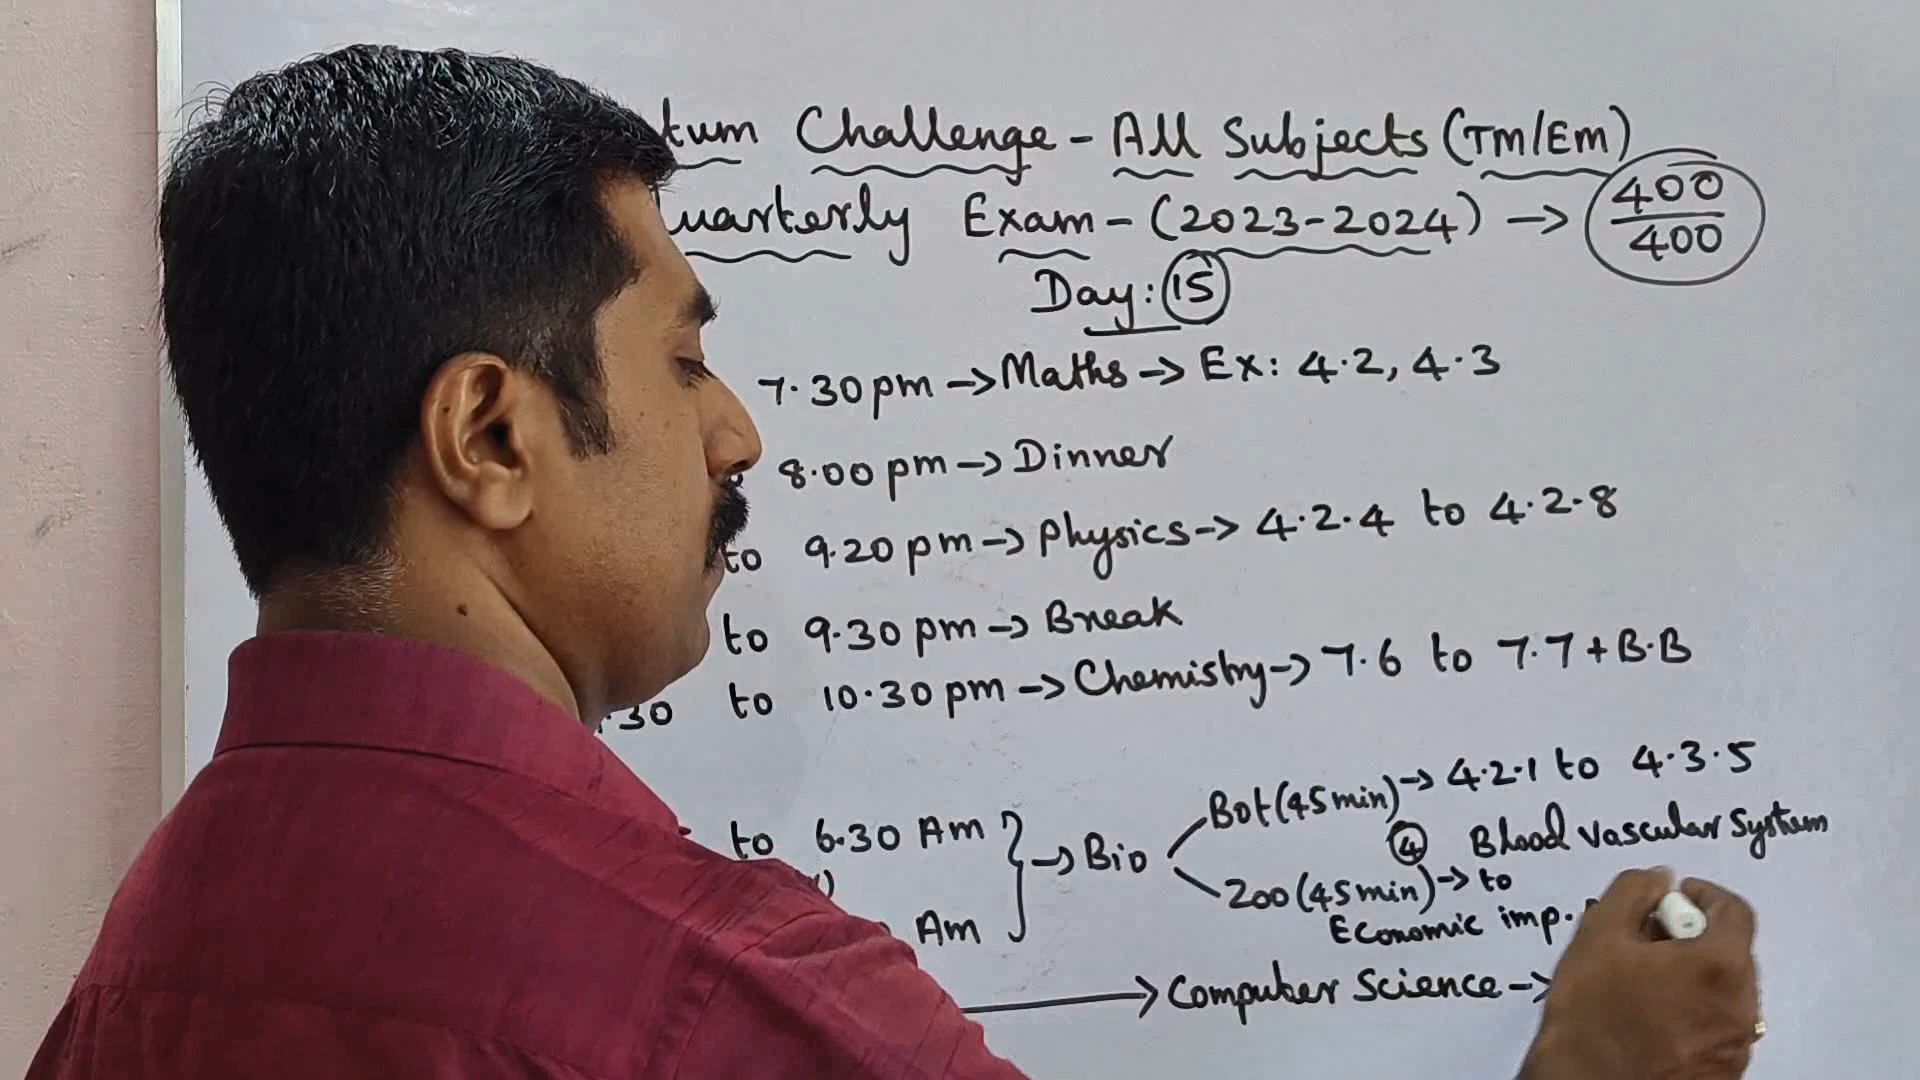 Challenge - All Subjects (TM/EM)
Exam - (2023-2024) → 400/400
Day: 15
7.30 pm → Maths → Ex: 4.2, 4.3
8.00 pm → Dinner
to 9.20 pm → Physics → 4.2.4 to 4.2.8
to 9.30 pm → Break
.30 to 10.30 pm → Chemistry → 7.6 to 7.7 + B.B
to 6.30 Am } → Bio
Bot (45 min) → 4.2.1 to 4.3.5
4 Blood Vascular System
Zoo (45 min) → to
Economic imp.
Am
→ Computer Science →